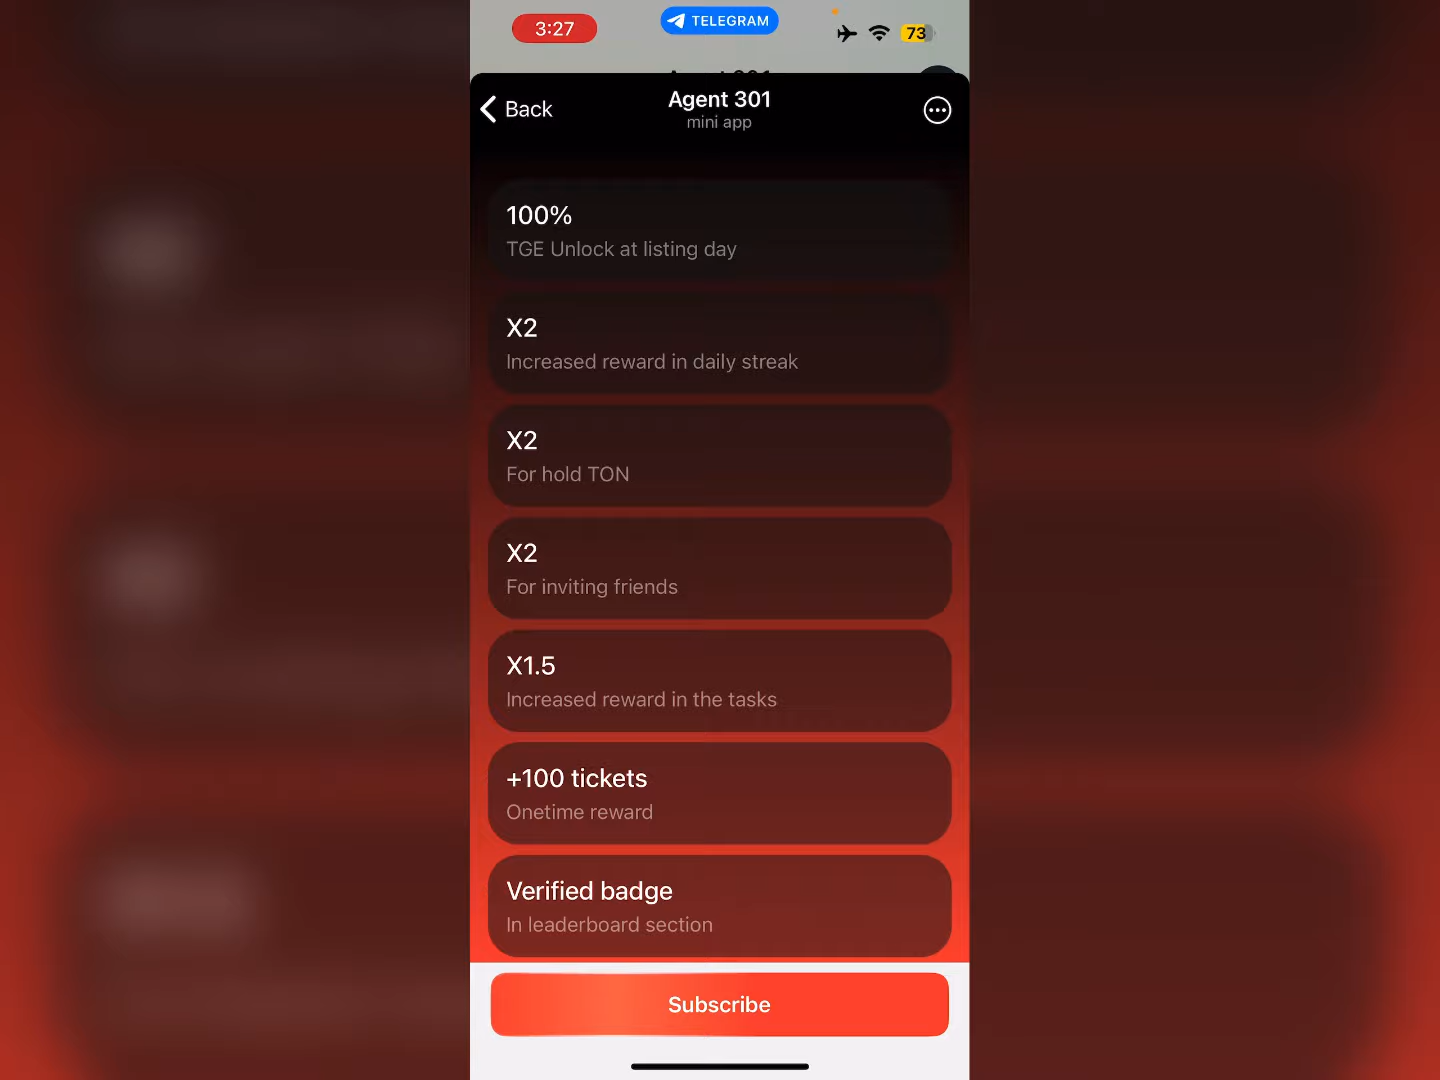 3:27
TELEGRAM
73
Back
Agent 301
mini app
100%
TGE Unlock at listing day
X2
Increased reward in daily streak
X2
For hold TON
X2
For inviting friends
X1.5
Increased reward in the tasks
+100 tickets
Onetime reward
Verified badge
In leaderboard section
Subscribe